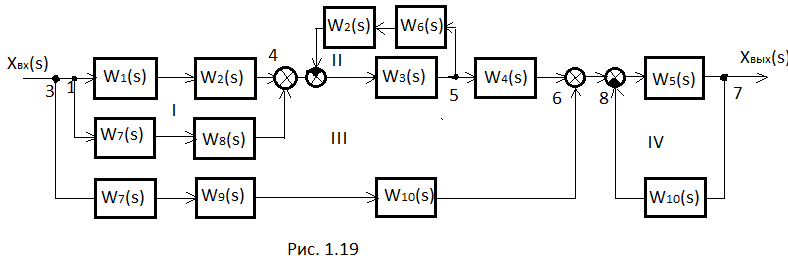 W2(s) W6(s)
Xвх(s) 4 II Xвых(s)
W1(s) W2(s) W3(s) W4(s) W5(s)
3 1 5 6 8 7
I
W7(s) W8(s) III IV
W7(s) W9(s) W10(s) W10(s)
Рис. 1.19